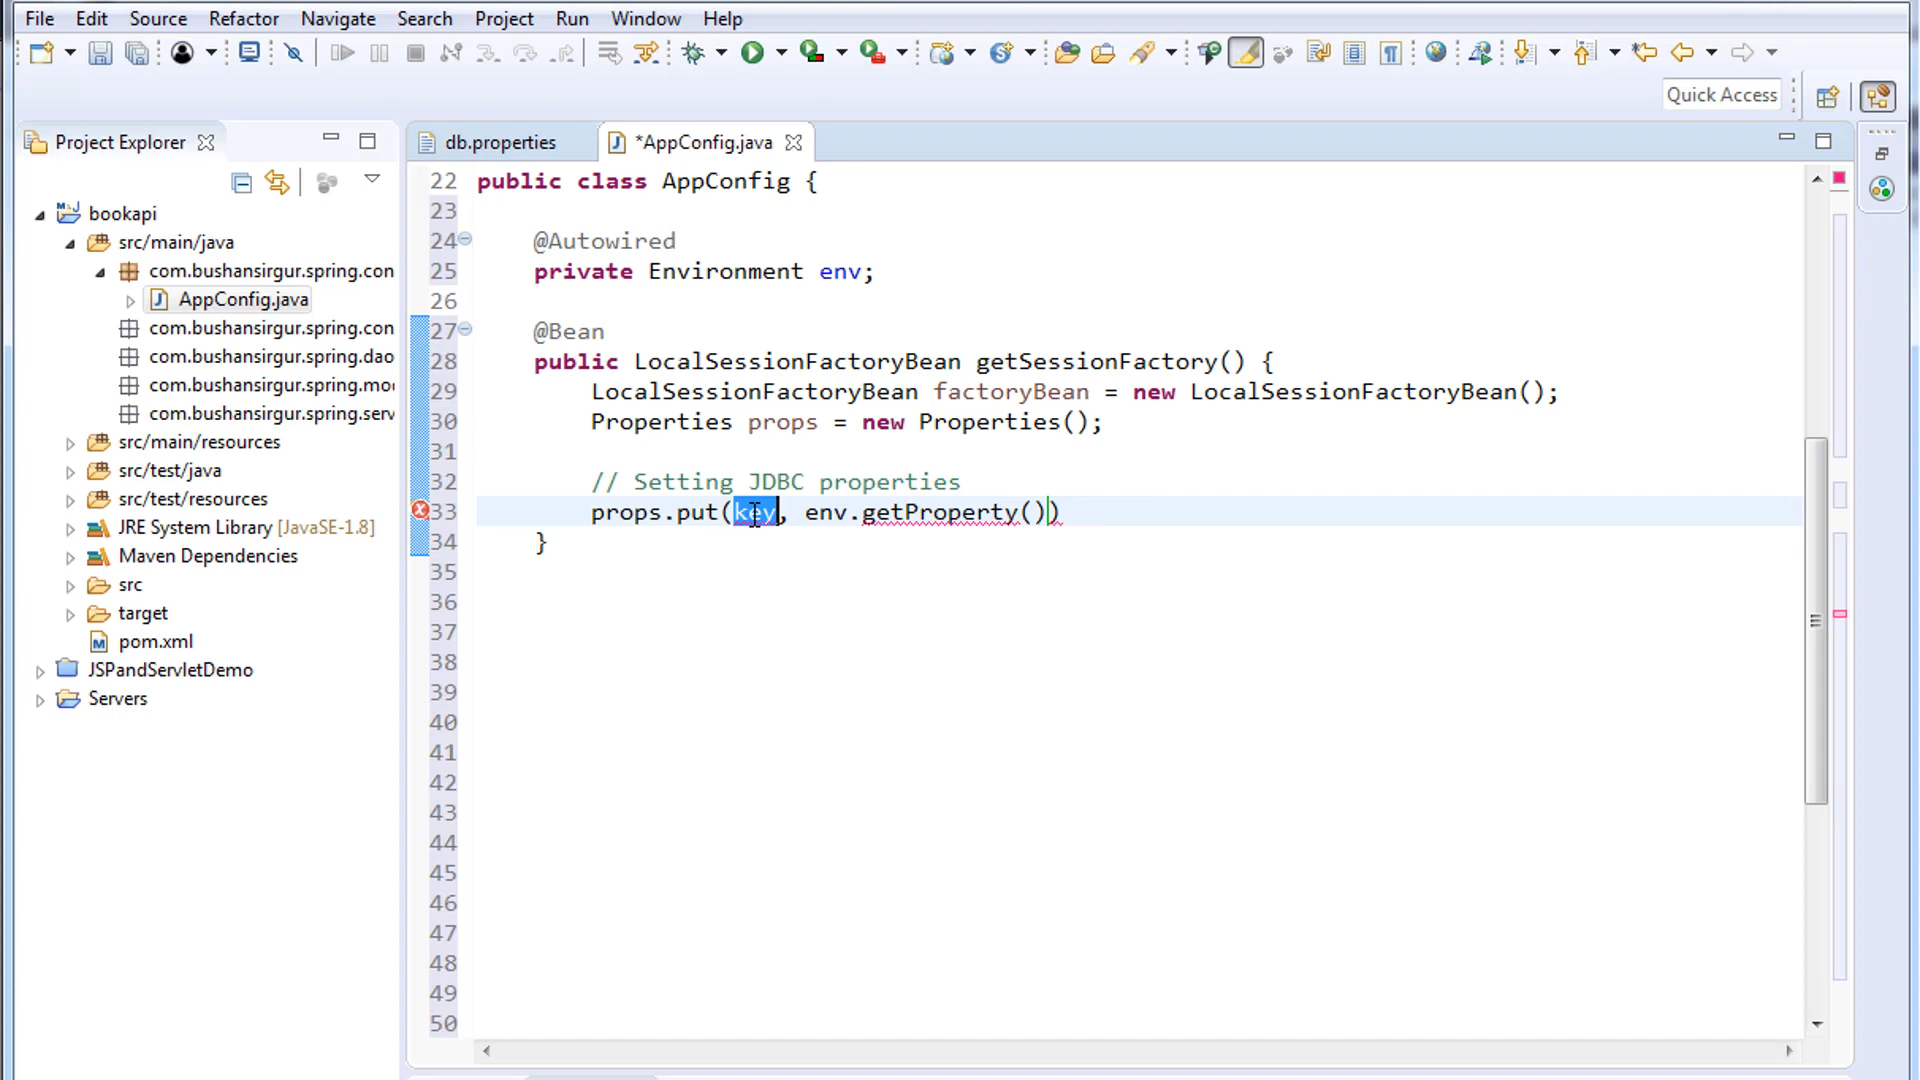 File Edit Source Refactor Navigate Search Project Run Window Help
Quick Access
Project Explorer
db.properties
*AppConfig.java
bookapi
src/main/java
com.bushansirgur.spring.con
AppConfig.java
com.bushansirgur.spring.con
com.bushansirgur.spring.dao
com.bushansirgur.spring.mo
com.bushansirgur.spring.serv
src/main/resources
src/test/java
src/test/resources
JRE System Library [JavaSE-1.8]
Maven Dependencies
src
target
pom.xml
JSPandServletDemo
Servers
22 public class AppConfig {
23
24 @Autowired
25 private Environment env;
26
27 @Bean
28 public LocalSessionFactoryBean getSessionFactory() {
29 LocalSessionFactoryBean factoryBean = new LocalSessionFactoryBean();
30 Properties props = new Properties();
31
32 // Setting JDBC properties
33 props.put(key, env.getProperty())
34 }
35
36
37
38
39
40
41
42
43
44
45
46
47
48
49
50